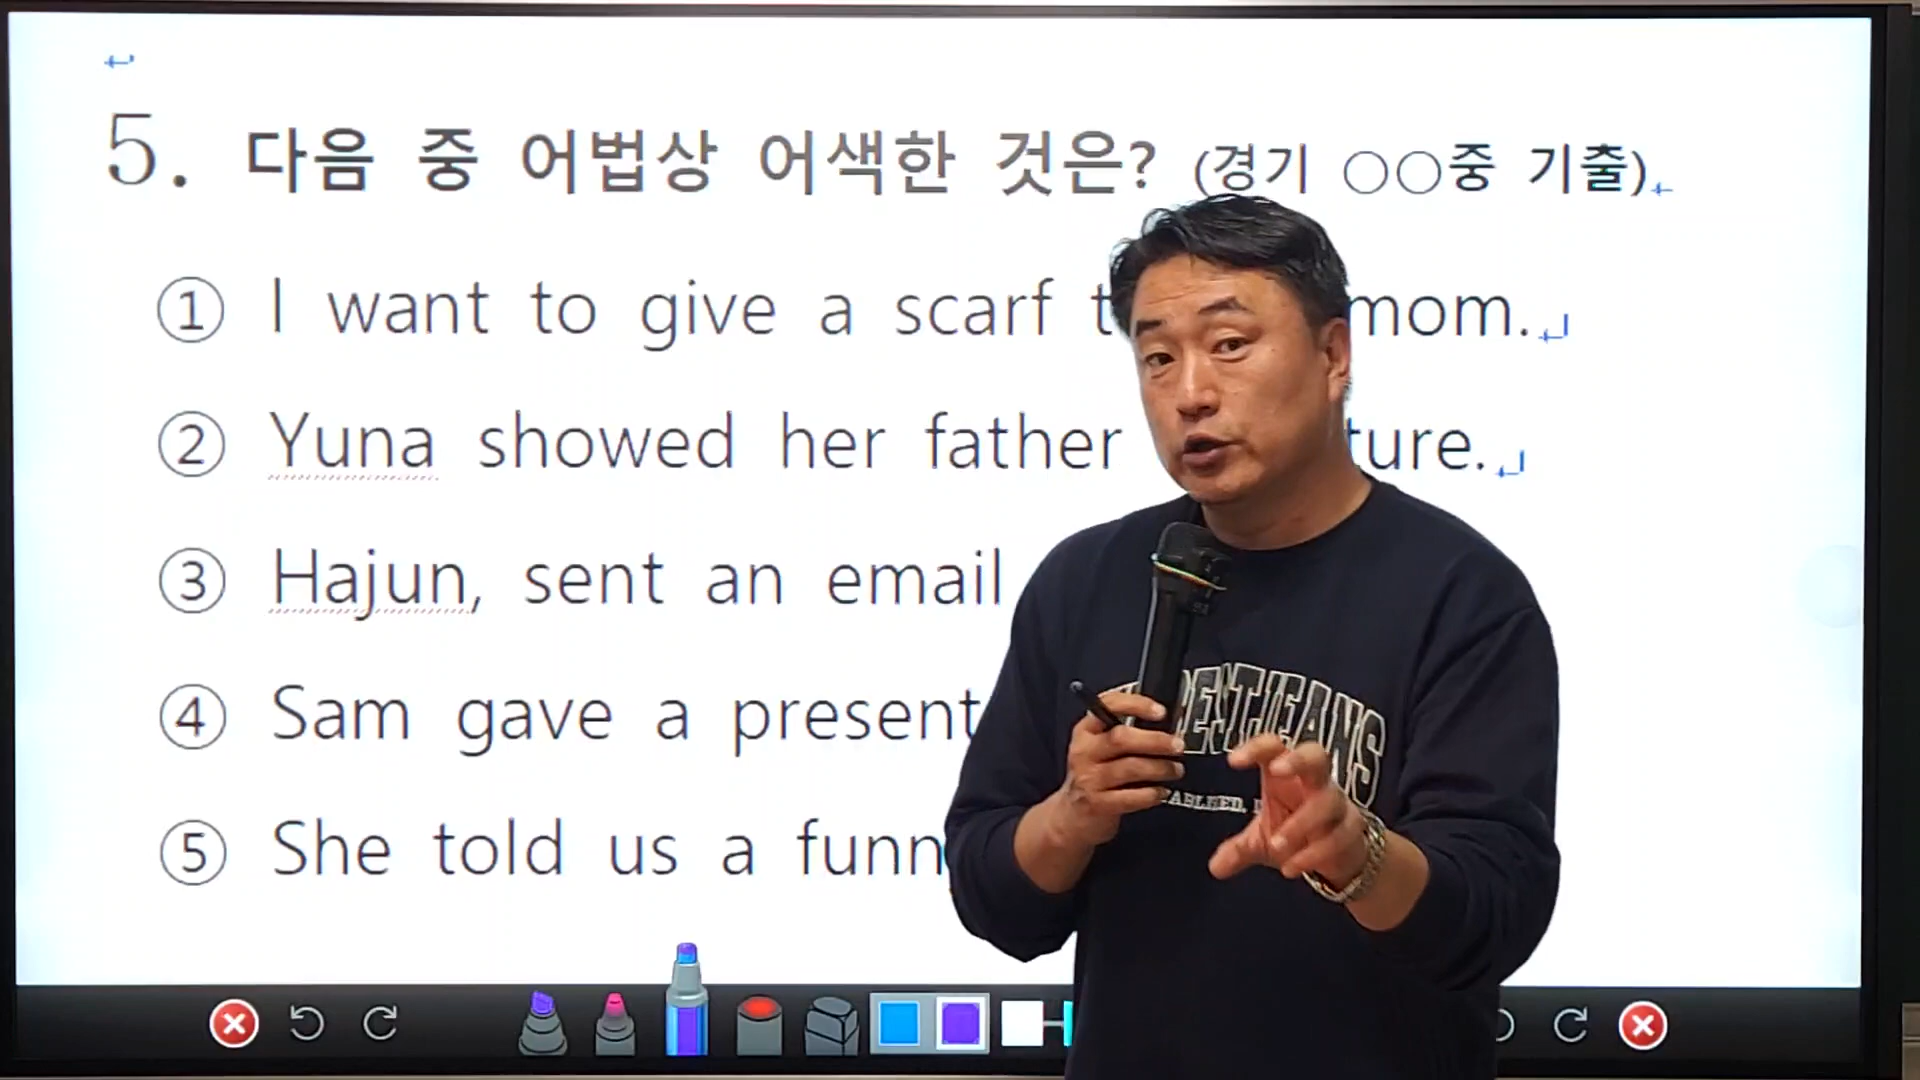 5. 다음 중 어법상 어색한 것은? (경기 ○○중 기출)
① I want to give a scarf mom.
② Yuna showed her father
③ Hajun, sent an email
④ Sam gave a present
⑤ She told us a